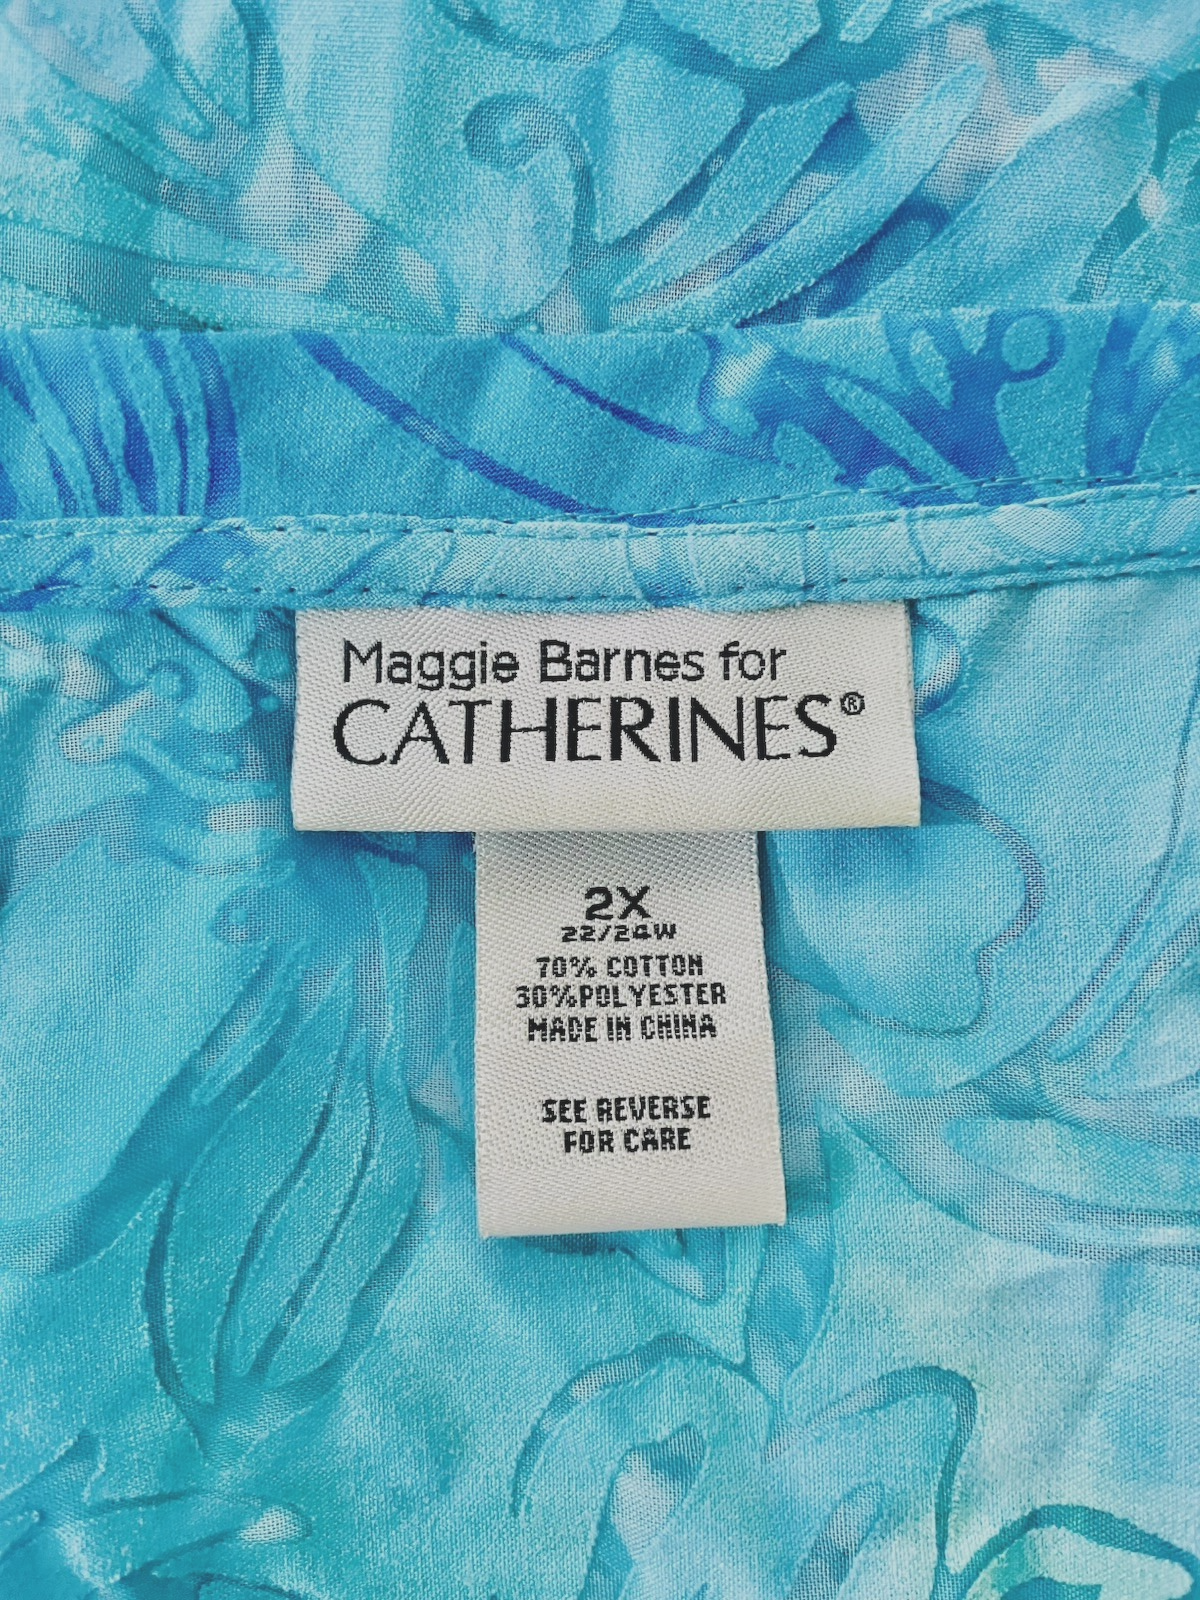 Maggie Barnes for
CATHERINES®
2X
22/24W
70% COTTON
30%POLYESTER
MADE IN CHINA
SEE REVERSE
FOR CARE